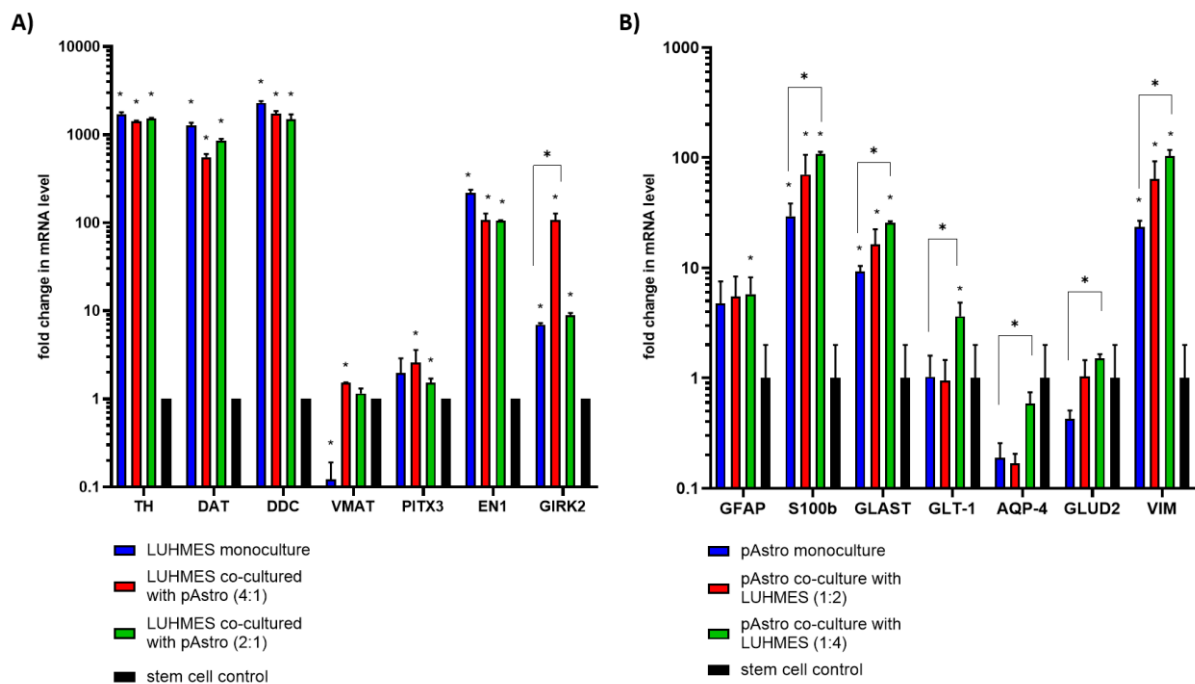 A)
fold change in mRNA level
10000
1000
100
10
1
0.1
* * *
* * *
* * *
* *
* *
* * *
* * * *
TH DAT DDC VMAT PITX3 EN1 GIRK2
LUHMES monoculture
LUHMES co-cultured
with pAstro (4:1)
LUHMES co-cultured
with pAstro (2:1)
stem cell control
B)
fold change in mRNA level
1000
100
10
1
0.1
*
* * * *
* * * *
* *
*
*
* * * *
GFAP S100b GLAST GLT-1 AQP-4 GLUD2 VIM
pAstro monoculture
pAstro co-culture with
LUHMES (1:2)
pAstro co-culture with
LUHMES (1:4)
stem cell control